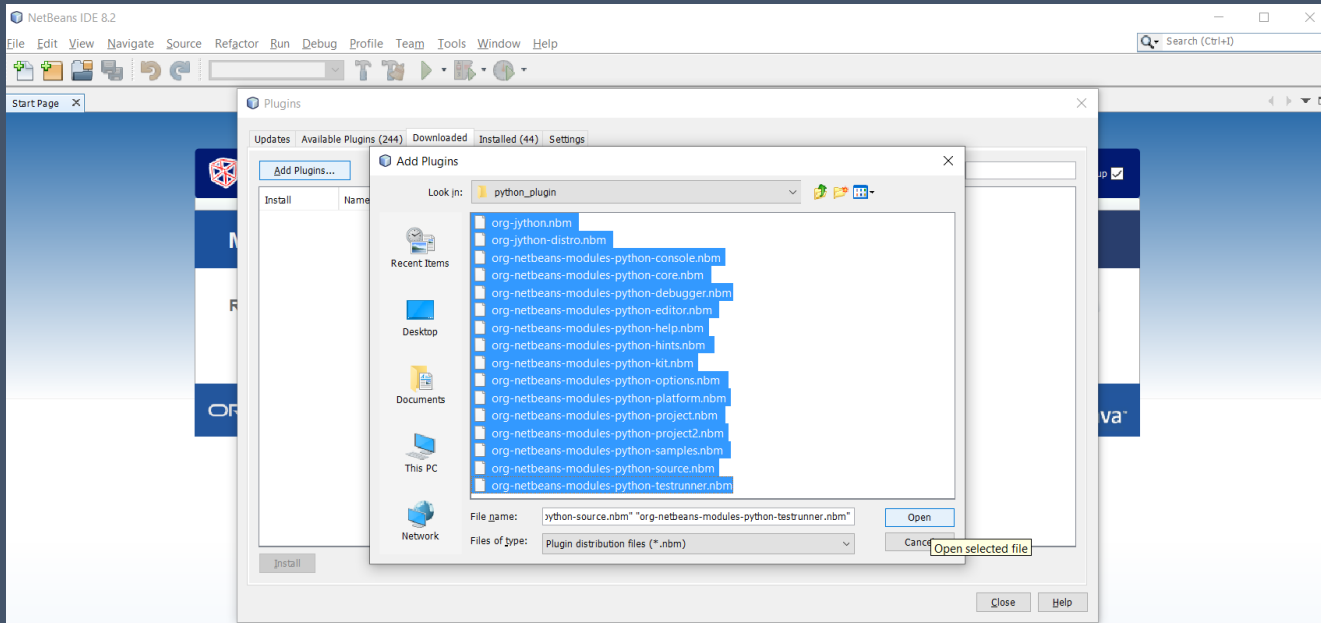 NetBeans IDE 8.2
File Edit View Navigate Source Refactor Run Debug Profile Team Tools Window Help
Search (Ctrl+I)
Start Page
Plugins
Updates Available Plugins (244) Downloaded Installed (44) Settings
Add Plugins...
Install Name
Add Plugins
Look in: python_plugin
Recent Items
Desktop
Documents
This PC
Network
org-jython.nbm
org-jython-distro.nbm
org-netbeans-modules-python-console.nbm
org-netbeans-modules-python-core.nbm
org-netbeans-modules-python-debugger.nbm
org-netbeans-modules-python-editor.nbm
org-netbeans-modules-python-help.nbm
org-netbeans-modules-python-hints.nbm
org-netbeans-modules-python-kit.nbm
org-netbeans-modules-python-options.nbm
org-netbeans-modules-python-platform.nbm
org-netbeans-modules-python-project.nbm
org-netbeans-modules-python-project2.nbm
org-netbeans-modules-python-samples.nbm
org-netbeans-modules-python-source.nbm
org-netbeans-modules-python-testrunner.nbm
File name: ython-source.nbm" "org-netbeans-modules-python-testrunner.nbm" Open
Files of type: Plugin distribution files (*.nbm) Cance
Open selected file
Install
Close Help
up
M
R
OR
va